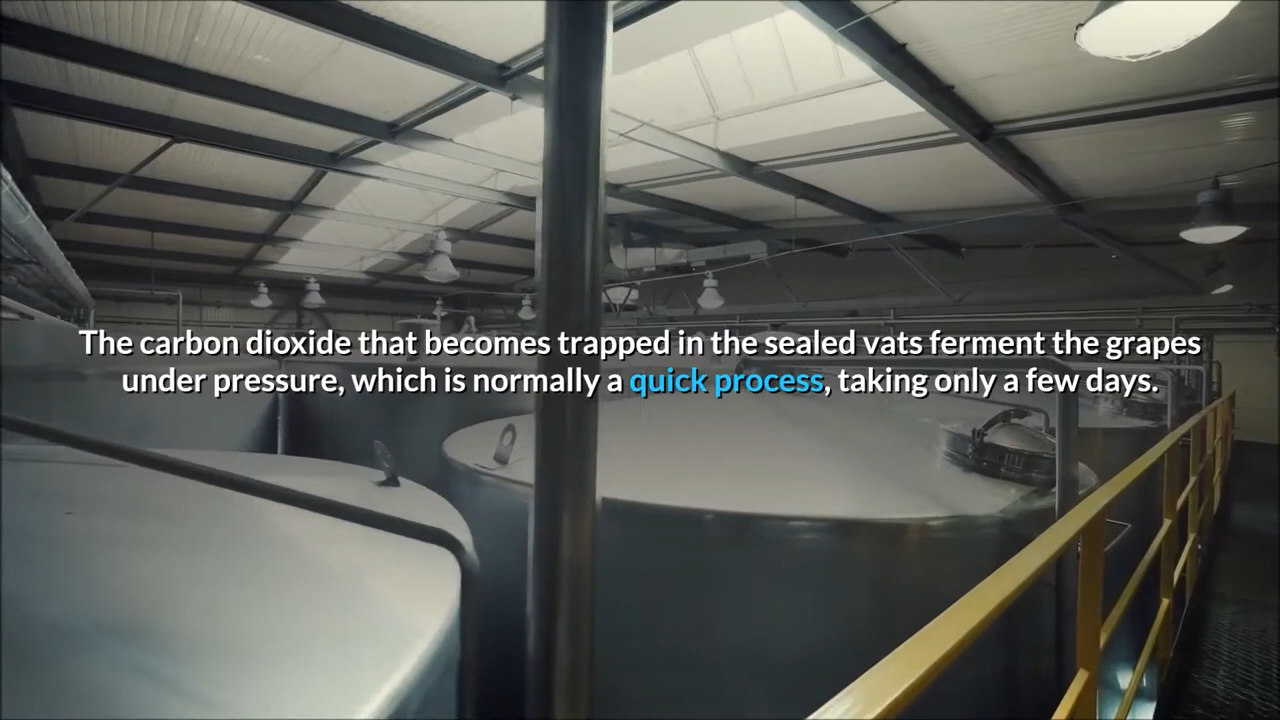 The carbon dioxide that becomes trapped in the sealed vats ferment the grapes
under pressure, which is normally a quick process, taking only a few days.